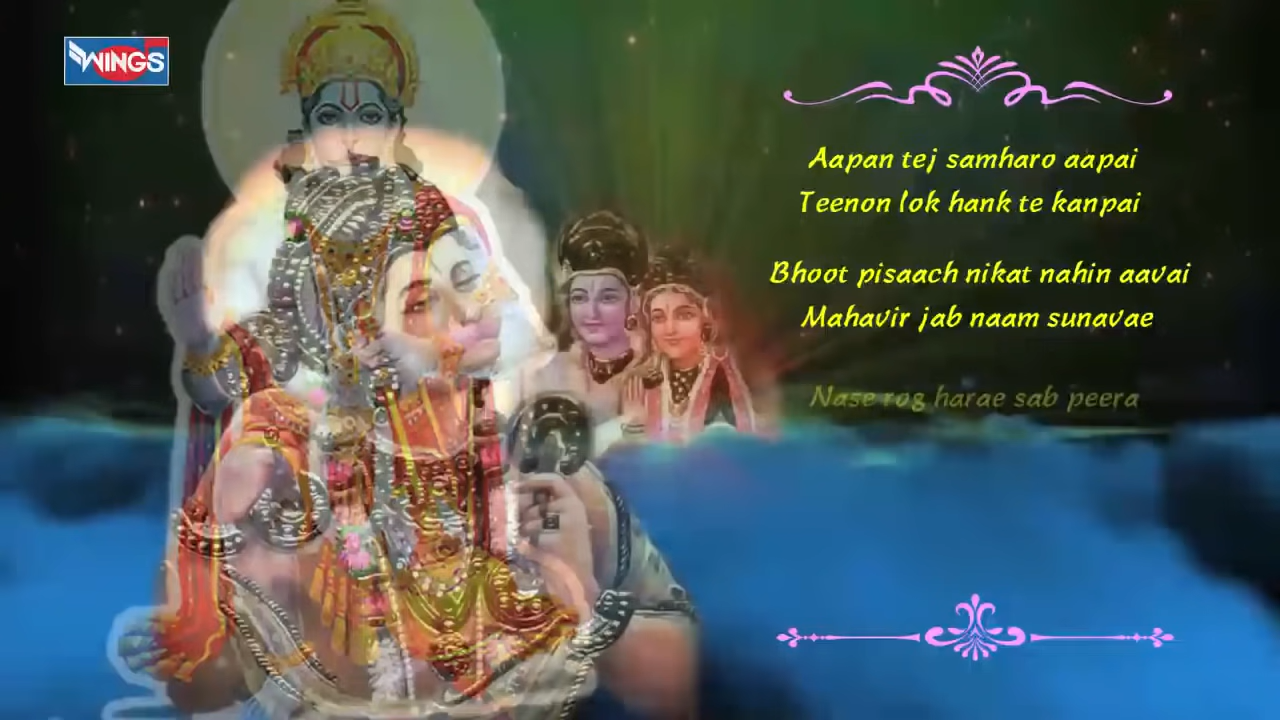 WINGS
Aapan tej samharo aapai
Teenon lok hank te kanpai
Bhoot pisaach nikat nahin aavai
Mahavir jab naam sunavae
Nase rog harae sab peera